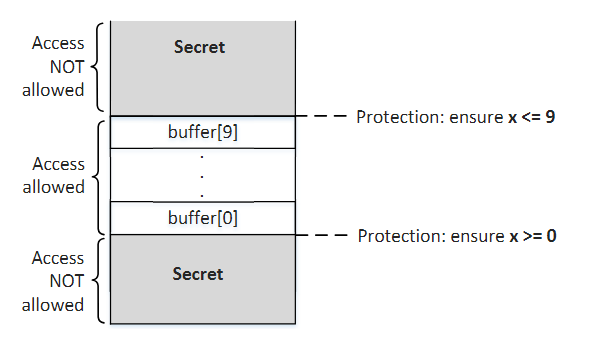 Access
NOT
allowed
Secret
Protection: ensure x <= 9
buffer[9]
.
.
.
Access
allowed
buffer[0]
Protection: ensure x >= 0
Access
NOT
allowed
Secret